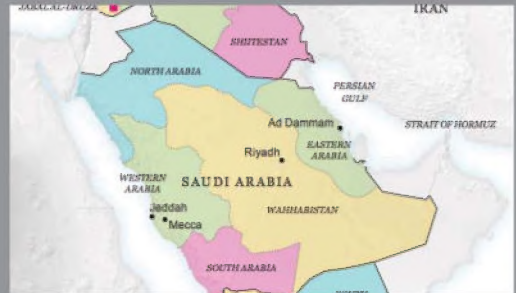 JABAL AL-DRUZE
IRAN
SHIITESTAN
NORTH ARABIA
PERSIAN
GULF
Ad Dammam
STRAIT OF HORMUZ
Riyadh
EASTERN
ARABIA
WESTERN
ARABIA
SAUDI ARABIA
WAHHABISTAN
Jeddah
Mecca
SOUTH ARABIA